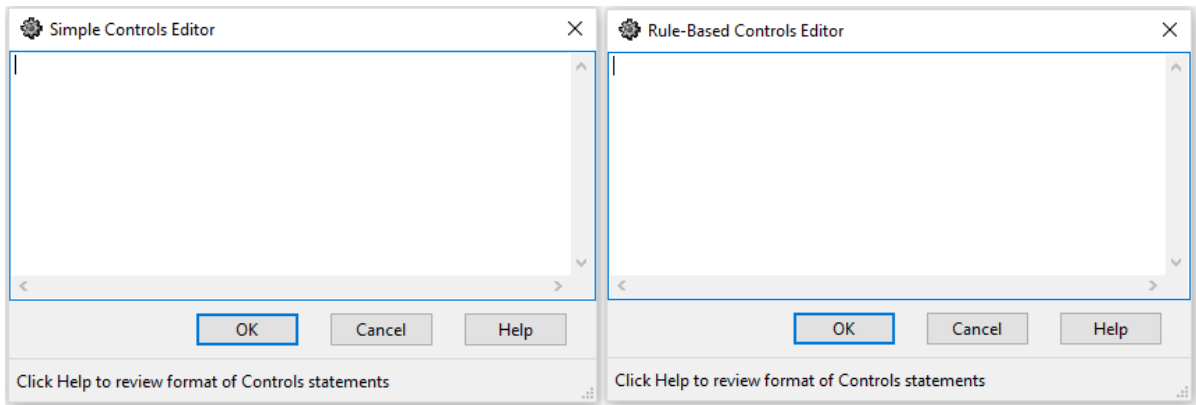 Simple Controls Editor
OK Cancel Help
Click Help to review format of Controls statements
Rule-Based Controls Editor
OK Cancel Help
Click Help to review format of Controls statements